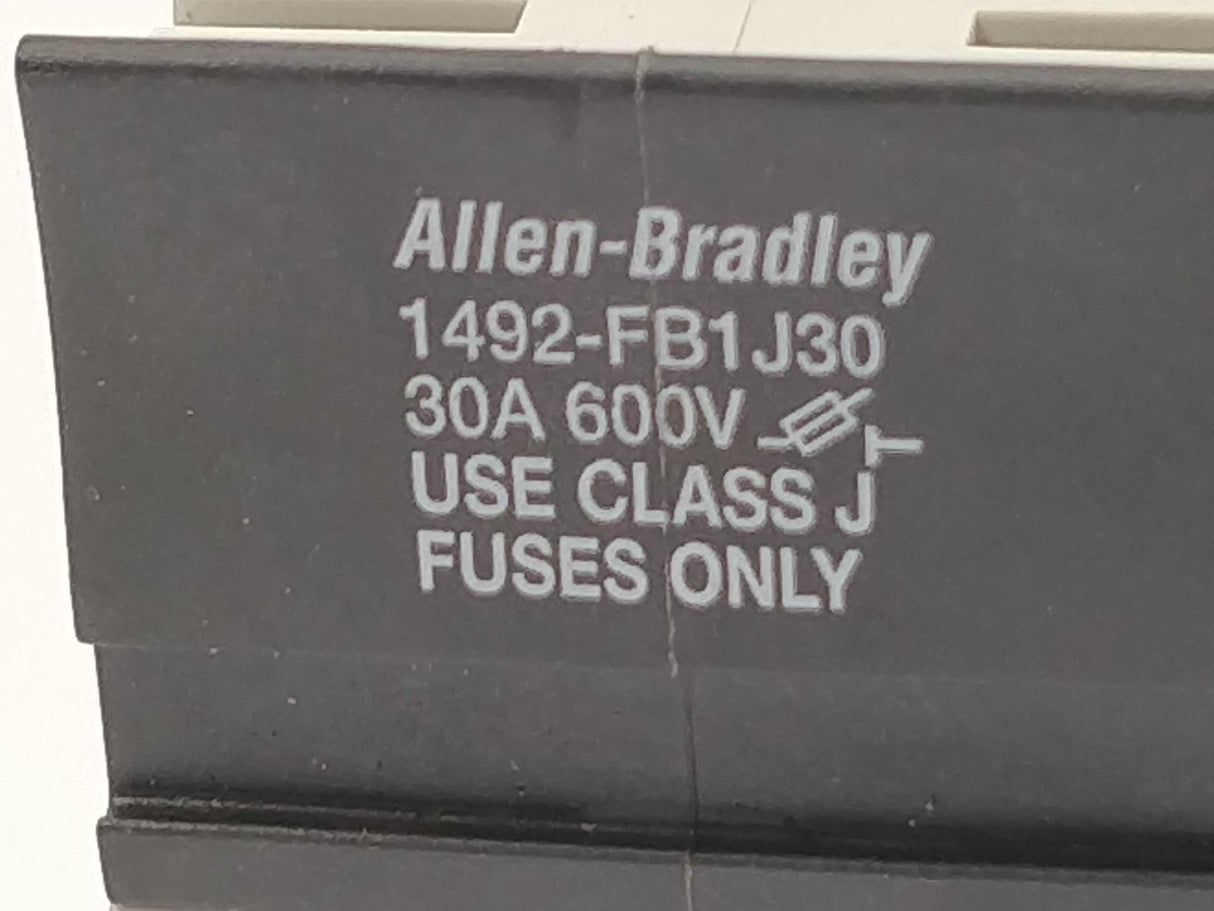 Allen-Bradley
1492-FB1J30
30A 600V
USE CLASS J
FUSES ONLY